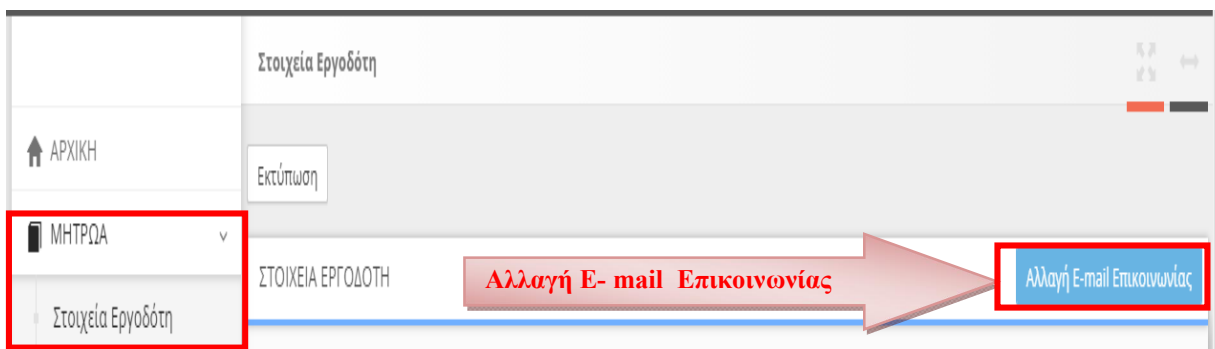 Στοιχεία Εργοδότη
ΑΡΧΙΚΗ
Εκτύπωση
ΜΗΤΡΩΑ
ΣΤΟΙΧΕΙΑ ΕΡΓΟΔΟΤΗ
Αλλαγή E- mail Επικοινωνίας
Αλλαγή E-mail Επικοινωνίας
Στοιχεία Εργοδότη